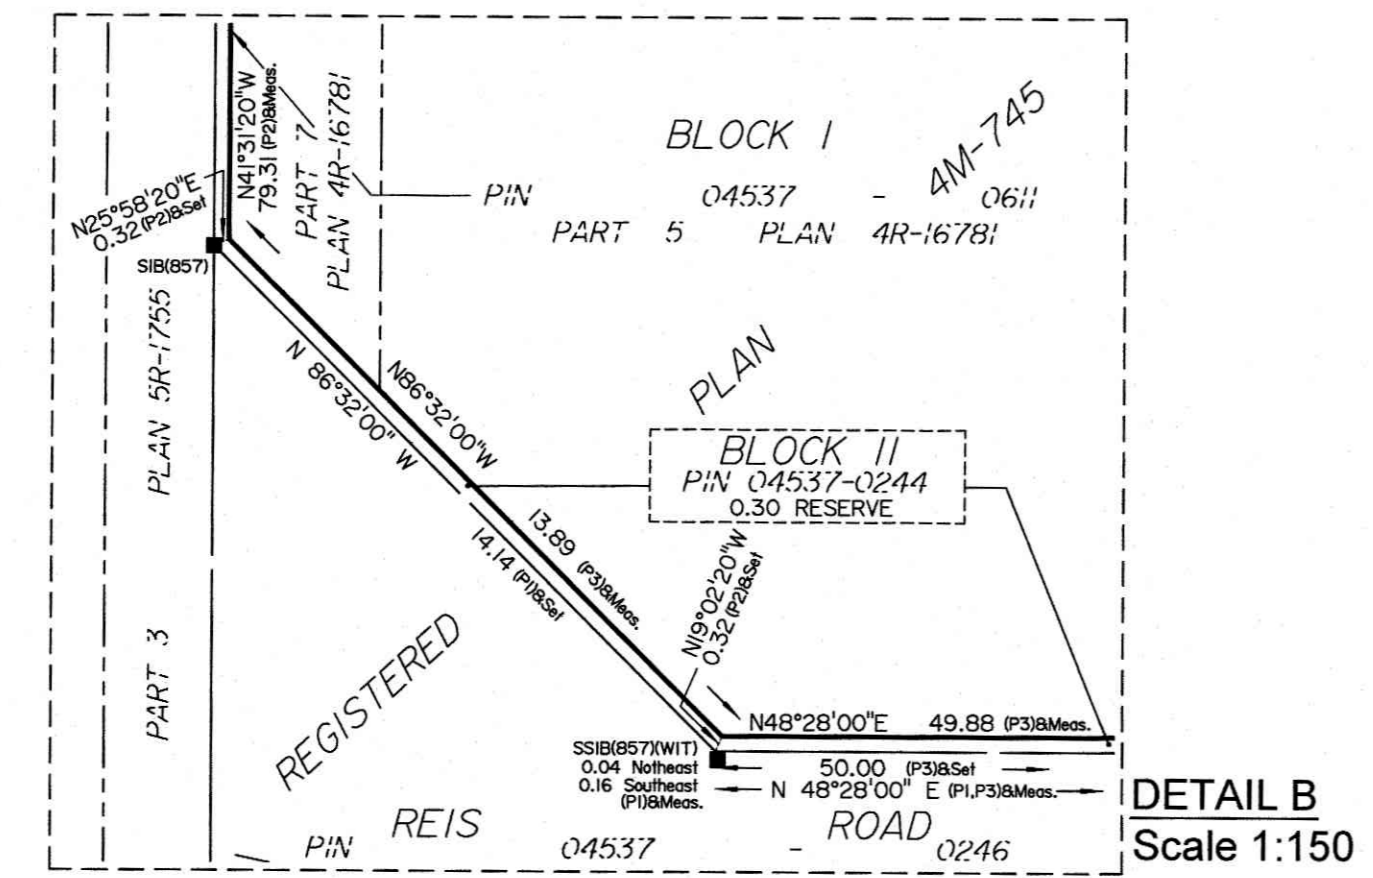 BLOCK I
4M-745
PIN 04537 - 0611
PART 5 PLAN 4R-16781
N41°31'20"W
79.31 (P2)&Meas.
PART 7
PLAN 4R-16781
N25°58'20"E
0.32 (P2)&Set
SIB(857)
PLAN 5R-1755
PART 3
N 86°32'00" W
N86°32'00"W
14.14 (P1)&Set
13.89 (P3)&Meas.
PLAN
BLOCK II
PIN 04537-0244
0.30 RESERVE
N19°02'20"W
0.32 (P2)&Set
REGISTERED
N48°28'00"E 49.88 (P3)&Meas.
SSIB(857)(WIT)
0.04 Notheast
0.16 Southeast
(P1)&Meas.
50.00 (P3)&Set
N 48°28'00" E (P1,P3)&Meas.
REIS ROAD
PIN 04537 - 0246
DETAIL B
Scale 1:150